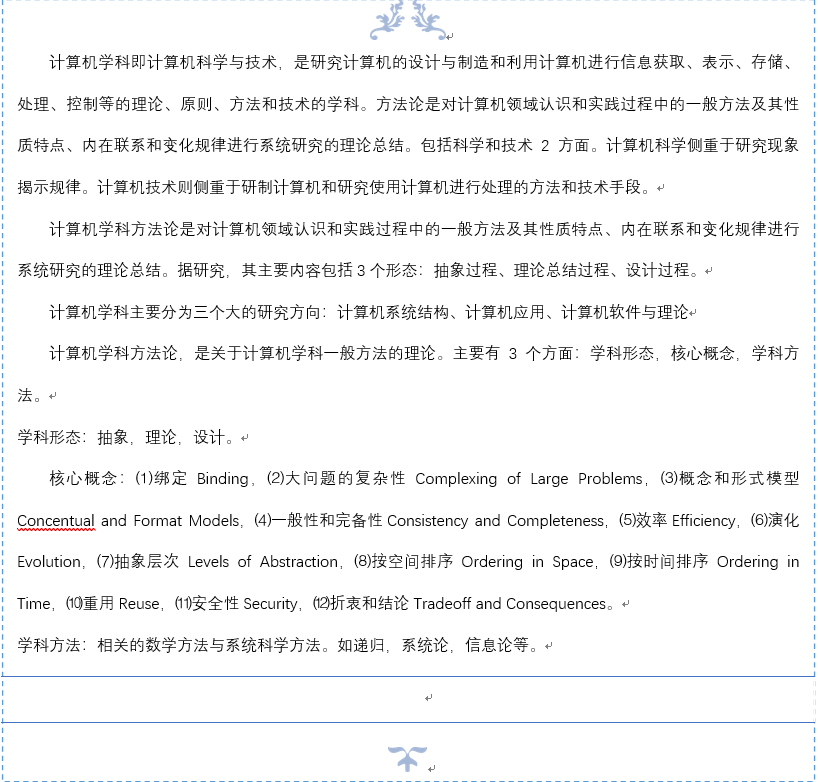 计算机学科即计算机科学与技术，是研究计算机的设计与制造和利用计算机进行信息获取、表示、存储、
处理、控制等的理论、原则、方法和技术的学科。方法论是对计算机领域认识和实践过程中的一般方法及其性
质特点、内在联系和变化规律进行系统研究的理论总结。包括科学和技术 2 方面。计算机科学侧重于研究现象
揭示规律。计算机技术则侧重于研制计算机和研究使用计算机进行处理的方法和技术手段。
计算机学科方法论是对计算机领域认识和实践过程中的一般方法及其性质特点、内在联系和变化规律进行
系统研究的理论总结。据研究，其主要内容包括 3 个形态：抽象过程、理论总结过程、设计过程。
计算机学科主要分为三个大的研究方向：计算机系统结构、计算机应用、计算机软件与理论
计算机学科方法论，是关于计算机学科一般方法的理论。主要有 3 个方面：学科形态，核心概念，学科方
法。
学科形态：抽象，理论，设计。
核心概念：⑴绑定 Binding，⑵大问题的复杂性 Complexing of Large Problems，⑶概念和形式模型
Concentual and Format Models，⑷一般性和完备性 Consistency and Completeness，⑸效率 Efficiency，⑹演化
Evolution，⑺抽象层次 Levels of Abstraction，⑻按空间排序 Ordering in Space，⑼按时间排序 Ordering in
Time，⑽重用 Reuse，⑾安全性 Security，⑿折衷和结论 Tradeoff and Consequences。
学科方法：相关的数学方法与系统科学方法。如递归，系统论，信息论等。